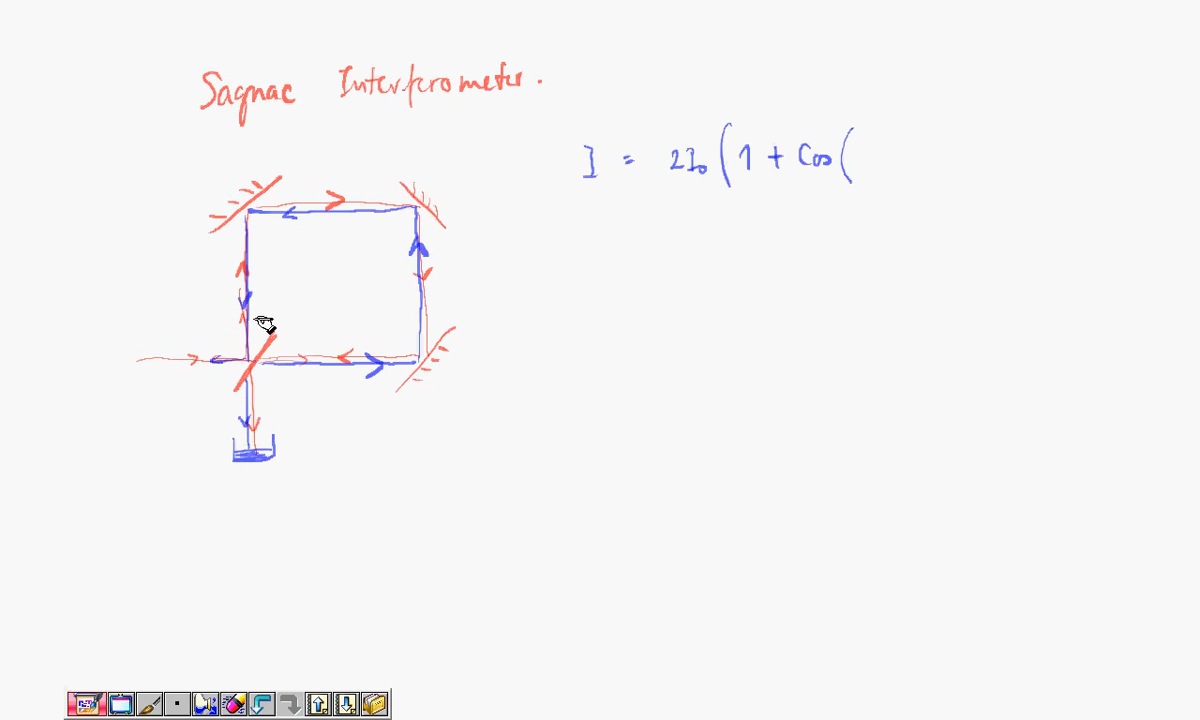 Sagnac Interferometer.
I = 2I₀ (1 + Cos (